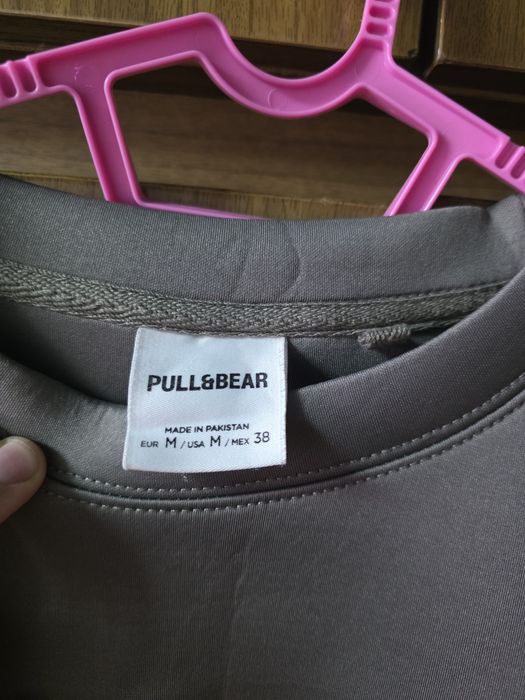 PULL&BEAR
MADE IN PAKISTAN
EUR M / USA M / MEX 38